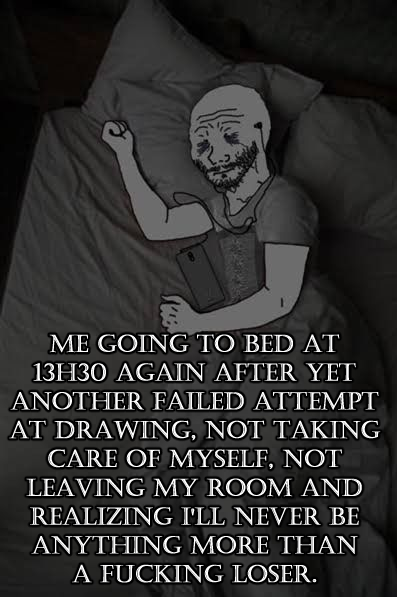 ME GOING TO BED AT
13H30 AGAIN AFTER YET
ANOTHER FAILED ATTEMPT
AT DRAWING, NOT TAKING
CARE OF MYSELF, NOT
LEAVING MY ROOM AND
REALIZING I'LL NEVER BE
ANYTHING MORE THAN
A FUCKING LOSER.